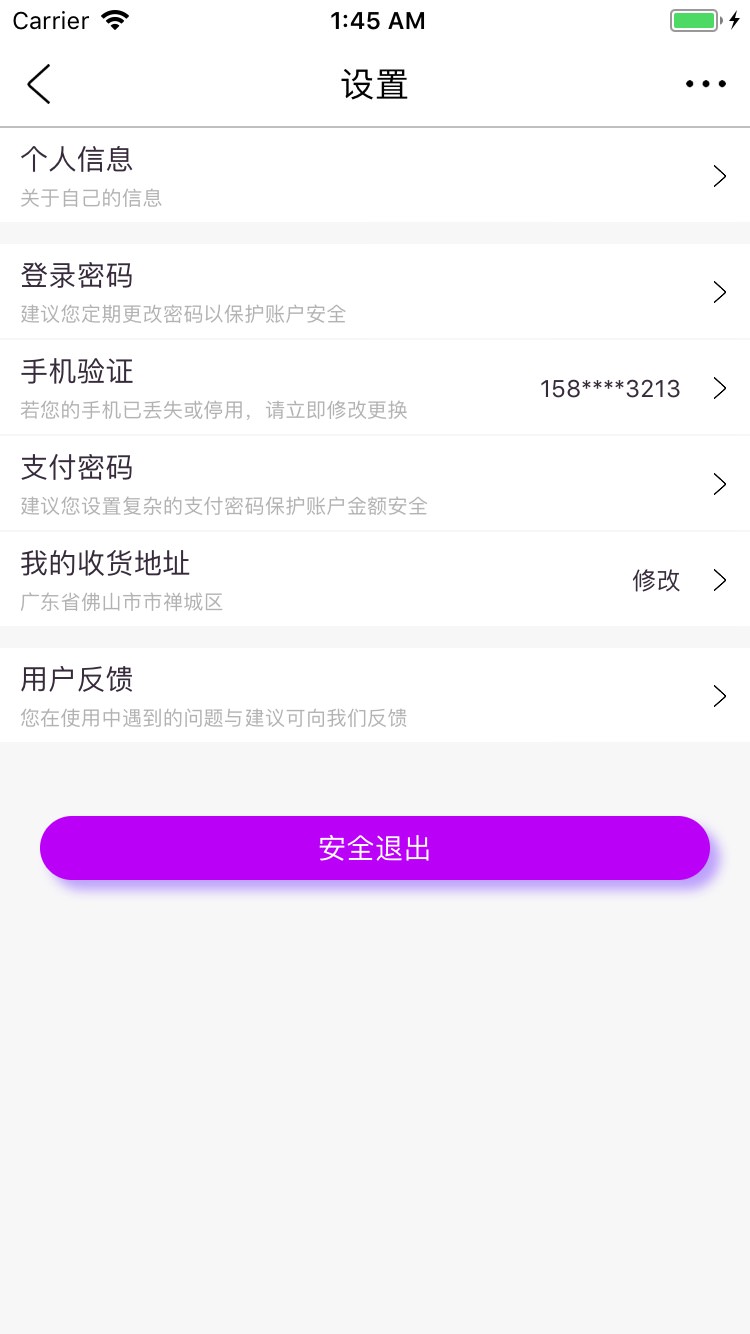 Carrier 1:45 AM
设置
个人信息
关于自己的信息
登录密码
建议您定期更改密码以保护账户安全
手机验证
158****3213
若您的手机已丢失或停用，请立即修改更换
支付密码
建议您设置复杂的支付密码保护账户金额安全
我的收货地址
修改
广东省佛山市市禅城区
用户反馈
您在使用中遇到的问题与建议可向我们反馈
安全退出